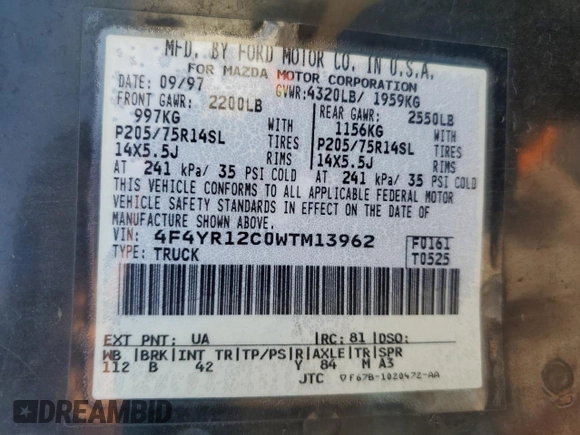 MFD. BY FORD MOTOR CO. IN U.S.A.
FOR MAZDA MOTOR CORPORATION
DATE: 09/97 GVWR:4320LB/ 1959KG
FRONT GAWR: 2200LB REAR GAWR: 2550LB
997KG 1156KG
P205/75R14SL TIRES P205/75R14SL TIRES
14X5.5J RIMS 14X5.5J RIMS
AT 241 kPa/ 35 PSI COLD AT 241 kPa/ 35 PSI COLD
THIS VEHICLE CONFORMS TO ALL APPLICABLE FEDERAL MOTOR
VEHICLE SAFETY STANDARDS IN EFFECT ON THE DATE OF
MANUFACTURE SHOWN ABOVE.
VIN: 4F4YR12C0WTM13962 F0161
TYPE: TRUCK T0525
EXT PNT: UA RC: 81 DSO:
WB BRK INT TR TP/PS R AXLE TR SPR
112 B 42 Y 84 M A3
JTC F67B-1020472-AA
DREAMBID